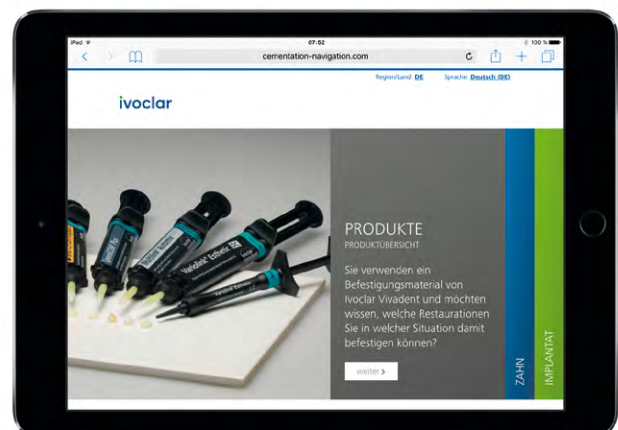 iPad
07:52
100 %
cementation-navigation.com
Region/Land DE Sprache Deutsch (DE)
ivoclar
Variolink® Esthetic
PRODUKTE
PRODUKTÜBERSICHT
Sie verwenden ein
Befestigungsmaterial von
Ivoclar Vivadent und möchten
wissen, welche Restaurationen
Sie in welcher Situation damit
befestigen können?
weiter >
ZAHN
IMPLANTAT